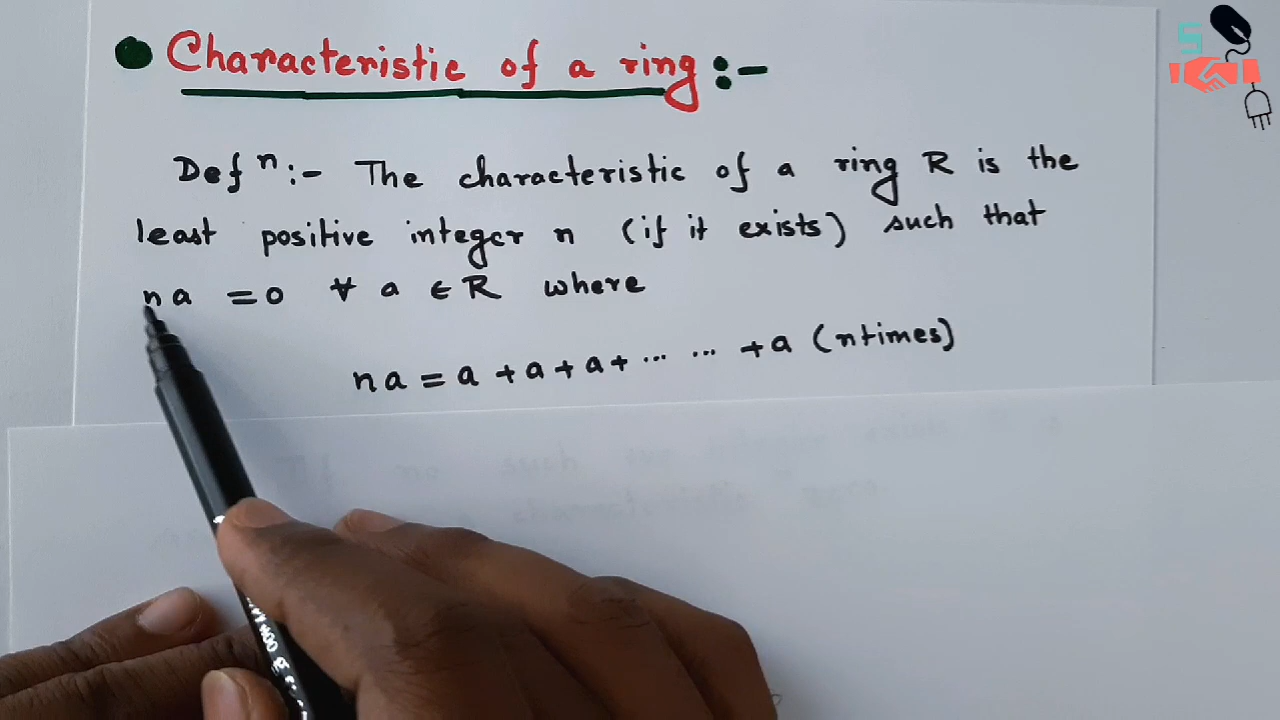 Characteristic of a ring :-
Defⁿ :- The characteristic of a ring R is the
least positive integer n (if it exists) such that
na = 0 ∀ a ∈ R where
na = a + a + a + ... ... + a (n times)
S